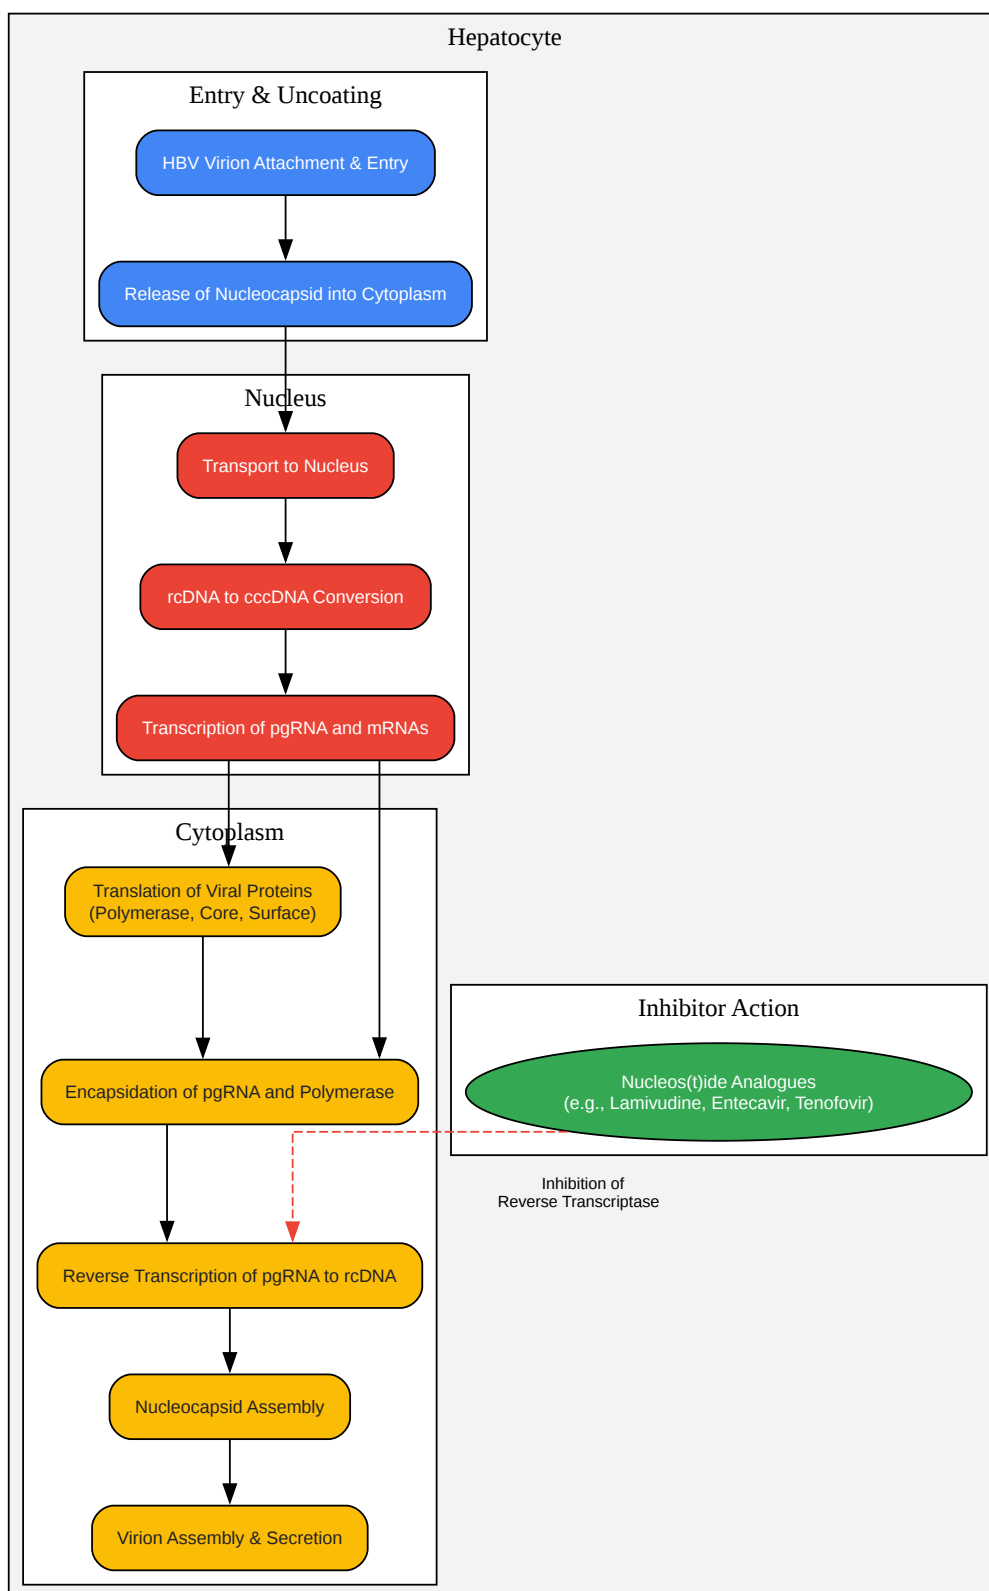 Hepatocyte
Entry & Uncoating
HBV Virion Attachment & Entry
Release of Nucleocapsid into Cytoplasm
Nucleus
Transport to Nucleus
rcDNA to cccDNA Conversion
Transcription of pgRNA and mRNAs
Cytoplasm
Translation of Viral Proteins
(Polymerase, Core, Surface)
Encapsidation of pgRNA and Polymerase
Inhibitor Action
Nucleos(t)ide Analogues
(e.g., Lamivudine, Entecavir, Tenofovir)
Inhibition of
Reverse Transcriptase
Reverse Transcription of pgRNA to rcDNA
Nucleocapsid Assembly
Virion Assembly & Secretion